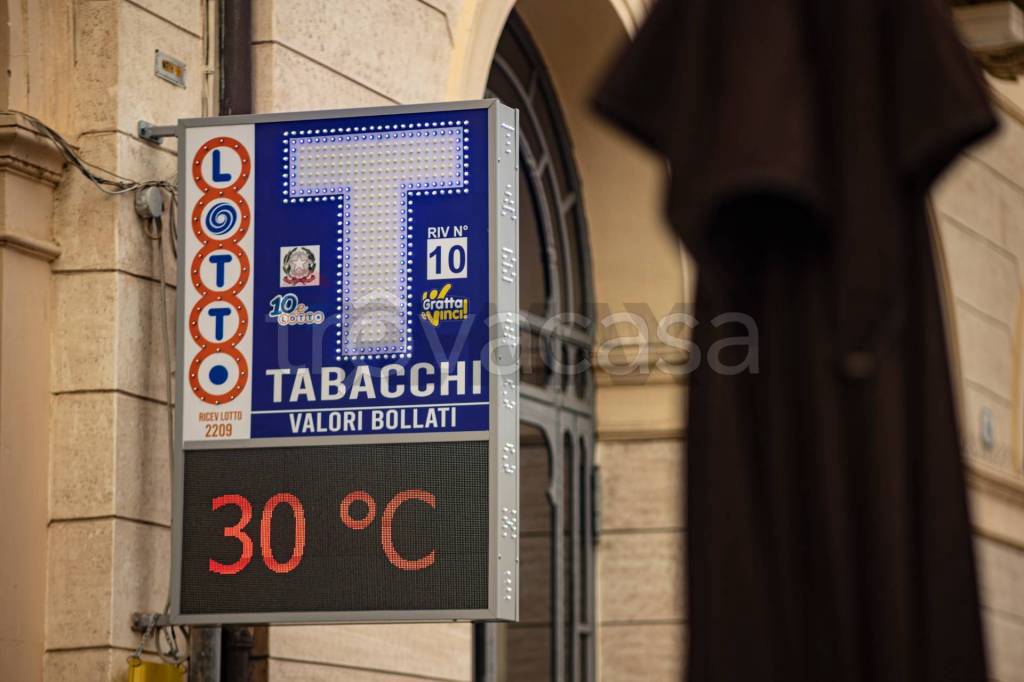 LOTTO
T
RIV N°
10
10 e LOTTO
Gratta e Vinci!
TABACCHI
VALORI BOLLATI
RICEV LOTTO
2209
30 °C
trovacasa